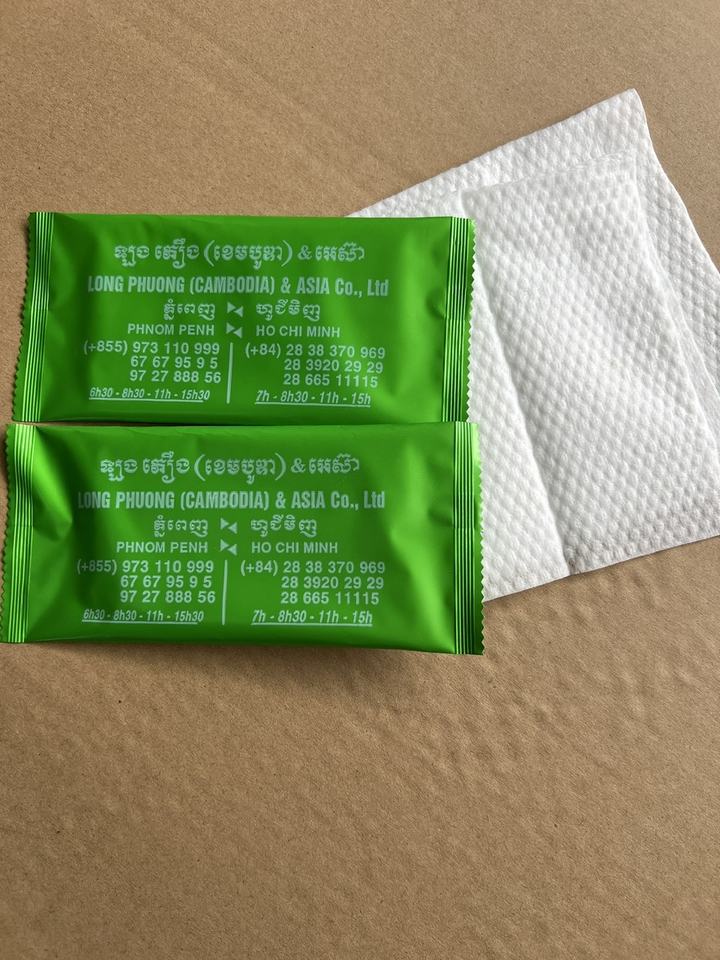 ឡុង ភឿង (ខេមបូឌា) & អេស៊ា
LONG PHUONG (CAMBODIA) & ASIA Co., Ltd
ភ្នំពេញ ហូជីមិញ
PHNOM PENH HO CHI MINH
(+855) 973 110 999 (+84) 28 38 370 969
67 67 95 9 5 28 3920 29 29
97 27 888 56 28 665 11115
6h30 - 8h30 - 11h - 15h30 7h - 8h30 - 11h - 15h
ឡុង ភឿង (ខេមបូឌា) & អេស៊ា
LONG PHUONG (CAMBODIA) & ASIA Co., Ltd
ភ្នំពេញ ហូជីមិញ
PHNOM PENH HO CHI MINH
(+855) 973 110 999 (+84) 28 38 370 969
67 67 95 9 5 28 3920 29 29
97 27 888 56 28 665 11115
6h30 - 8h30 - 11h - 15h30 7h - 8h30 - 11h - 15h